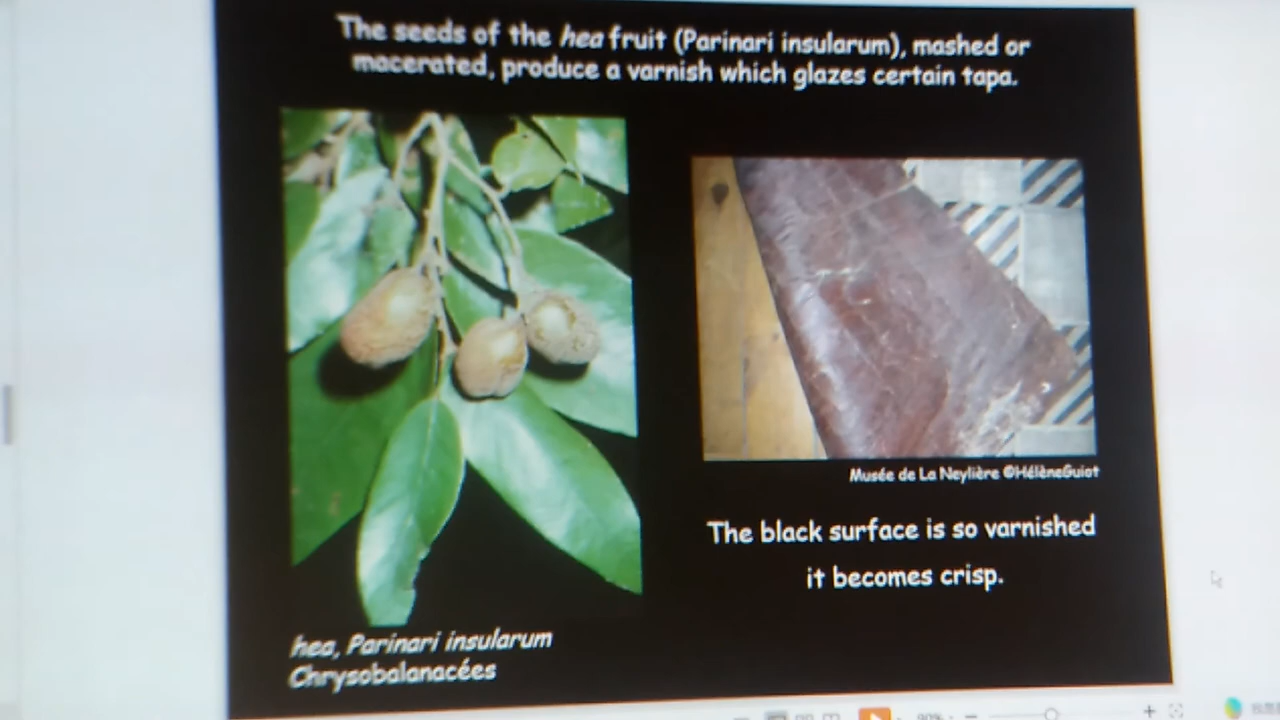 The seeds of the hea fruit (Parinari insularum), mashed or
macerated, produce a varnish which glazes certain tapa.
Musée de La Neylière ©HélèneGuiot
The black surface is so varnished
it becomes crisp.
hea, Parinari insularum
Chrysobalanacées